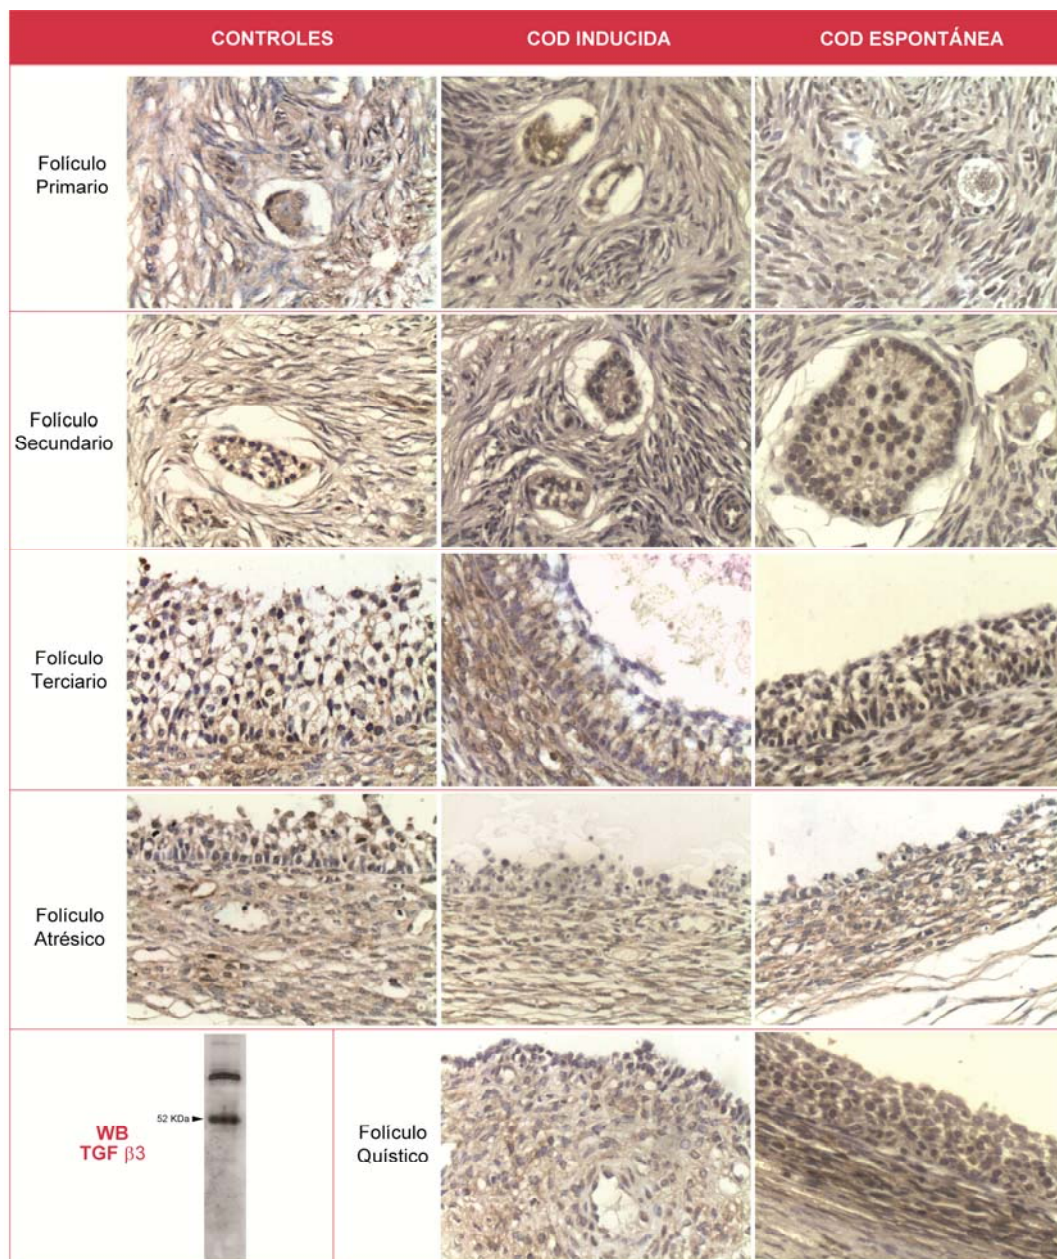 CONTROLES
COD INDUCIDA
COD ESPONTÁNEA
Folículo
Primario
Folículo
Secundario
Folículo
Terciario
Folículo
Atrésico
52 KDa
WB
TGF β3
Folículo
Quístico